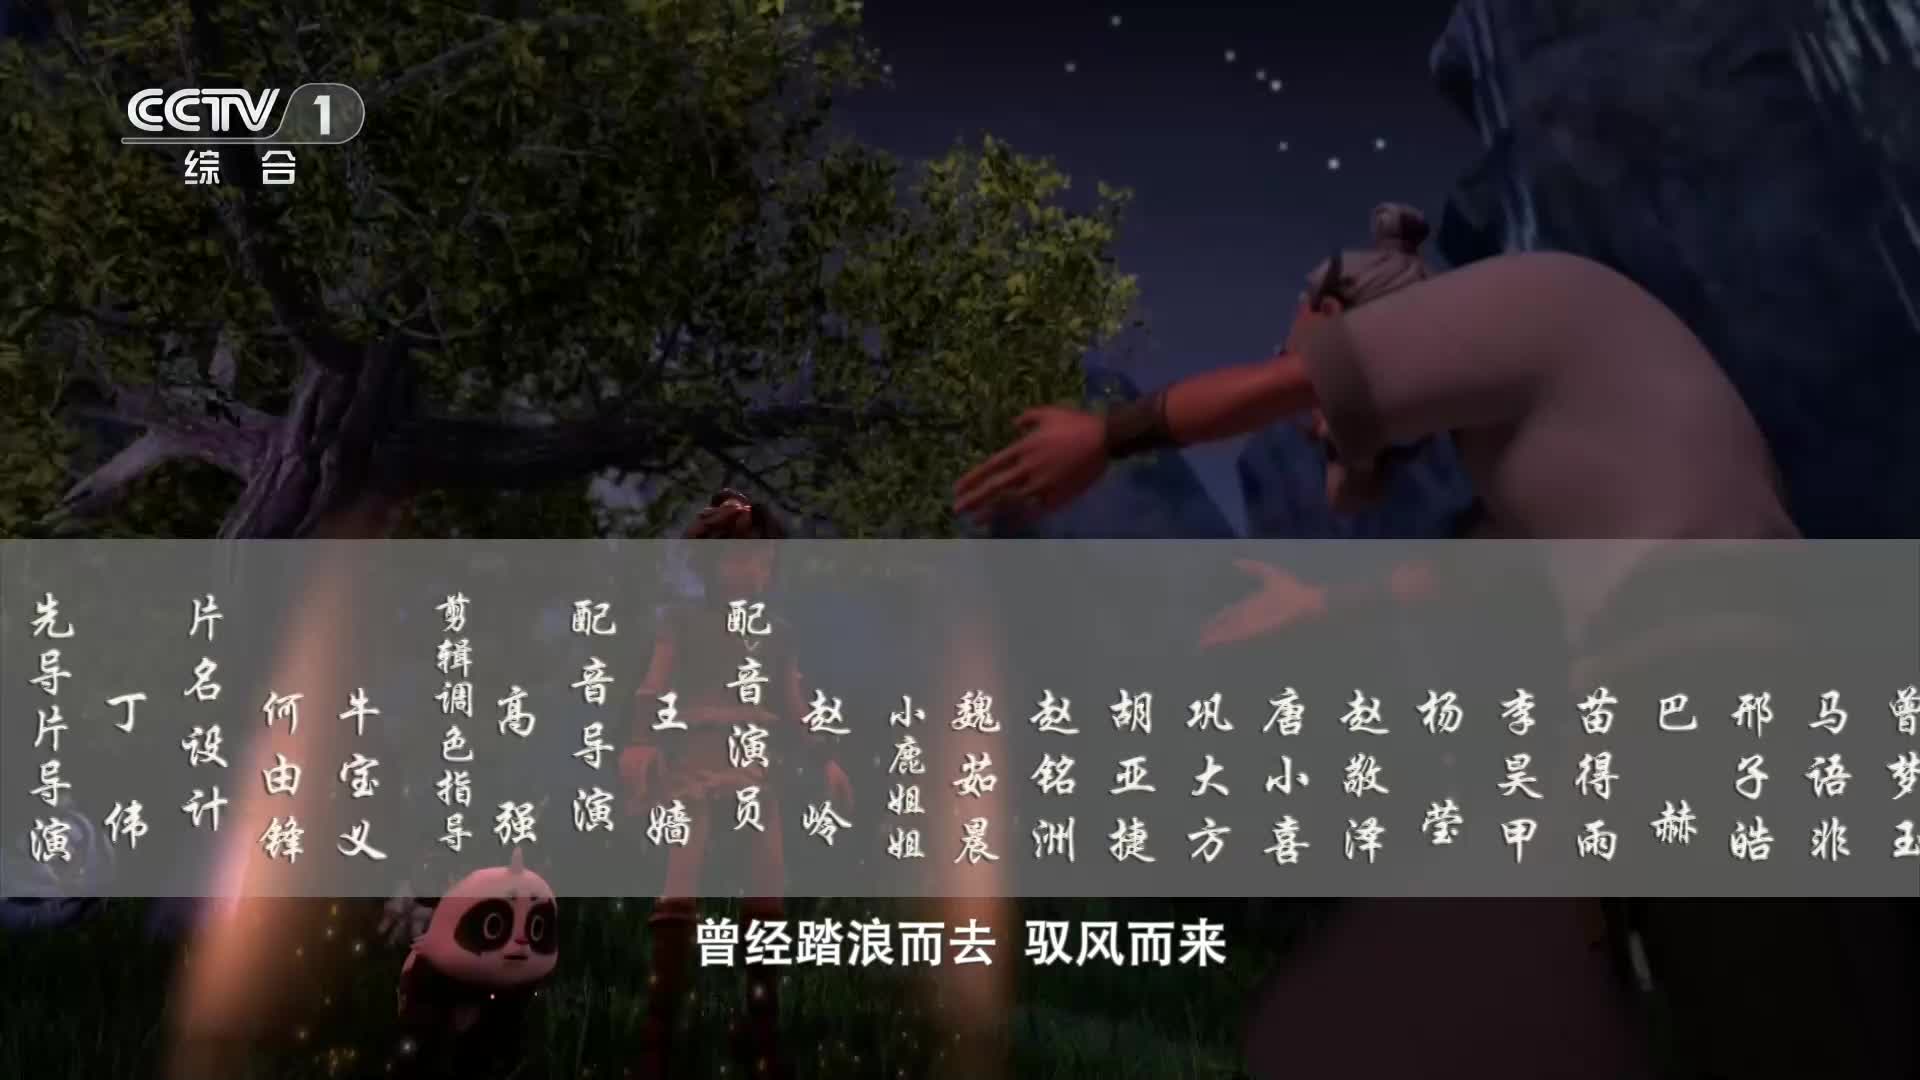 CCTV 1
综合
先导片导演
丁伟
片名设计
何由锋
牛宝义
剪辑调色指导
高强
配音导演
王嫱
配音演员
赵岭
小鹿姐姐
魏茹晨
赵铭洲
胡亚捷
巩大方
唐小喜
赵敬泽
杨莹
李昊甲
苗得雨
巴赫
邢子皓
马语非
曾梦玉
曾经踏浪而去 驭风而来